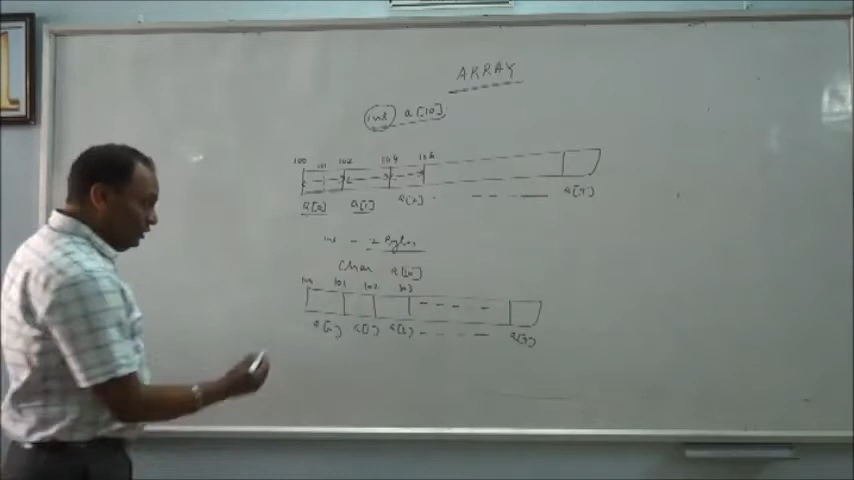 ARRAY
int a[10]
100 101 102 104 106
a[0] a[1] a[2] a[9]
int - 2 Bytes
Char a[10]
100 101 102 103
a[0] a[1] a[2] a[9]